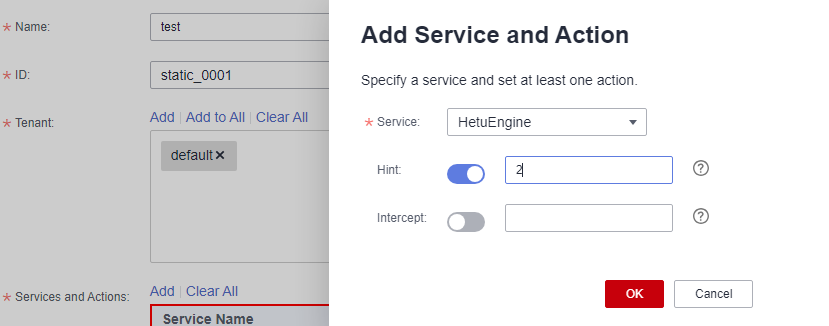 * Name:
test
* ID:
static_0001
* Tenant:
Add | Add to All | Clear All
default ×
* Services and Actions:
Add | Clear All
Service Name
Add Service and Action
Specify a service and set at least one action.
* Service:
HetuEngine
Hint:
2
?
Intercept:
?
OK
Cancel